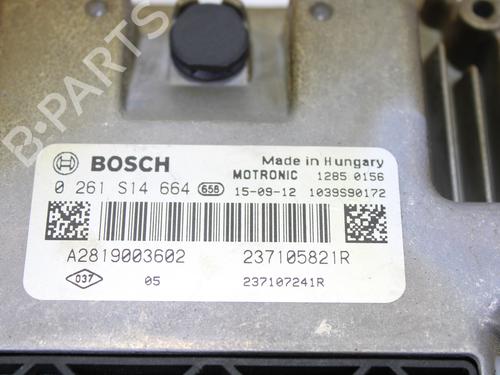 BOSCH
Made in Hungary
MOTRONIC 1285 0156
0 261 S14 664 658 15-09-12 1039S90172
A2819003602 237105821R
037 05 237107241R
B-PARTS